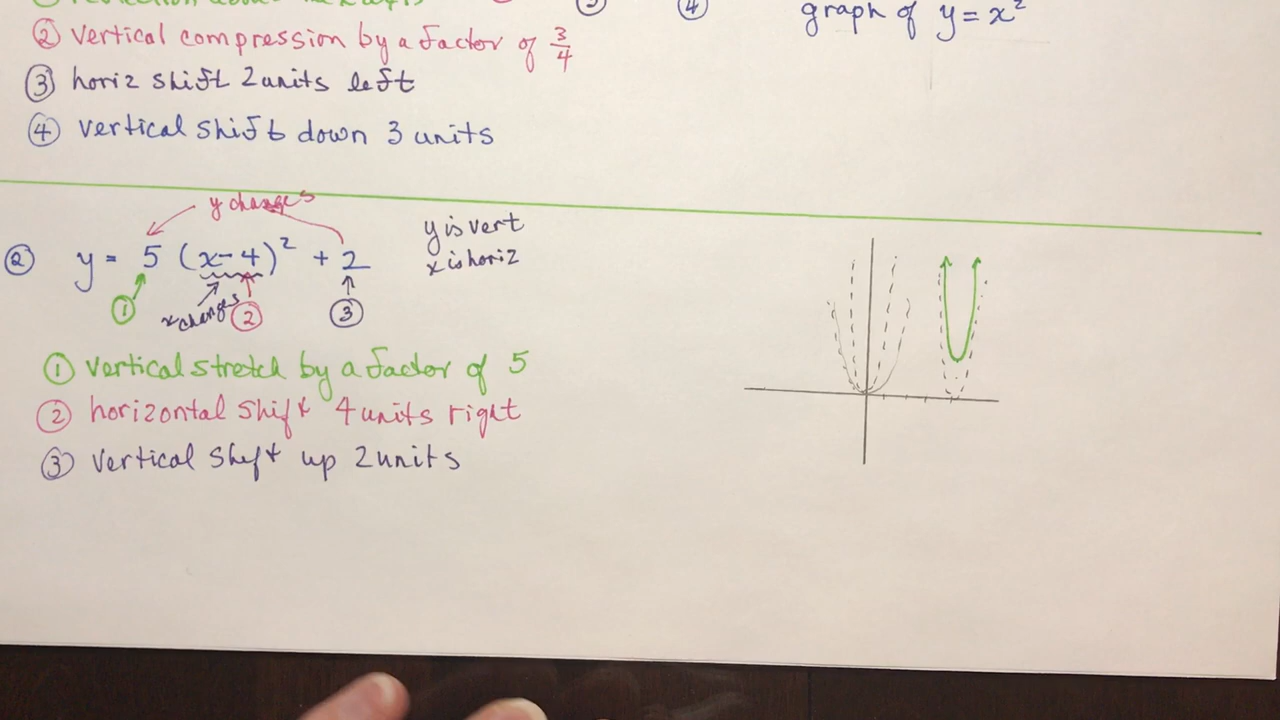 ③ ④ graph of y = x²
② vertical compression by a factor of 3/4
③ horiz shift 2 units left
④ vertical shift down 3 units
y changes
② y = 5 (x-4)² + 2
y is vert
x is horiz
① x changes ② ③
① vertical stretch by a factor of 5
② horizontal shift 4 units right
③ vertical shift up 2 units